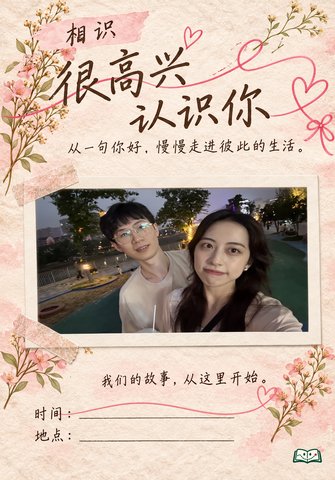 相识
很高兴
认识你
从一句你好，慢慢走进彼此的生活。
我们的故事，从这里开始。
时间：
地点：